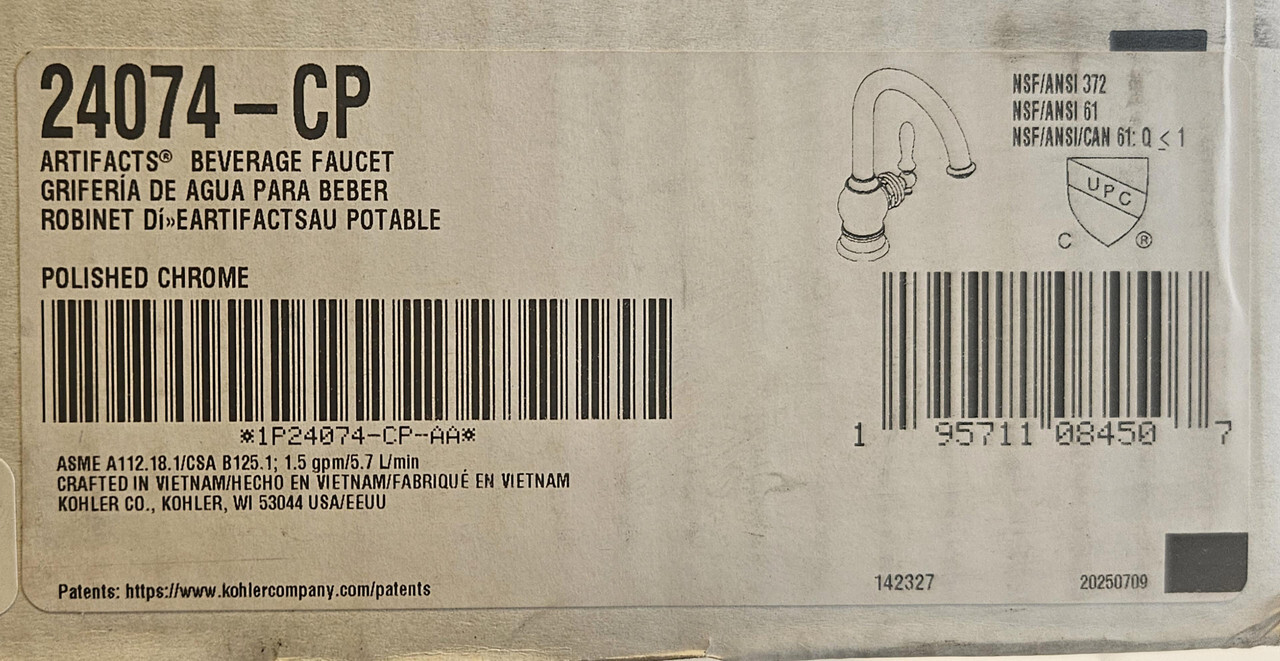 24074-CP
ARTIFACTS® BEVERAGE FAUCET
GRIFERÍA DE AGUA PARA BEBER
ROBINET Dí»EARTIFACTSAU POTABLE
POLISHED CHROME
*1P24074-CP-AA*
ASME A112.18.1/CSA B125.1; 1.5 gpm/5.7 L/min
CRAFTED IN VIETNAM/HECHO EN VIETNAM/FABRIQUÉ EN VIETNAM
KOHLER CO., KOHLER, WI 53044 USA/EEUU
Patents: https://www.kohlercompany.com/patents
NSF/ANSI 372
NSF/ANSI 61
NSF/ANSI/CAN 61: Q ≤ 1
UPC
C ®
1 95711 08450 7
142327
20250709